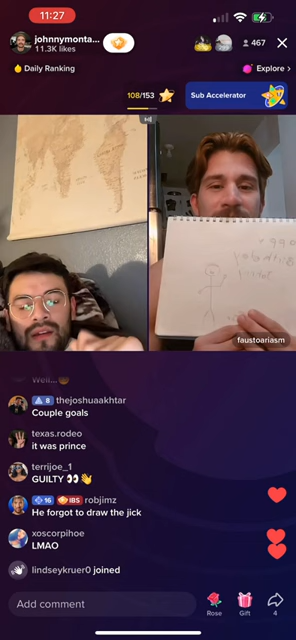 11:27
johnnymonta...
11.3K likes
467
Daily Ranking
Explore >
108/153
Sub Accelerator
faustoariasm
Well...
8 thejoshuaakhtar
Couple goals
texas.rodeo
it was prince
terrijoe_1
GUILTY 👀👋
16 IBS robjimz
He forgot to draw the jick
xoscorpihoe
LMAO
lindseykruer0 joined
Add comment
Rose
Gift
4